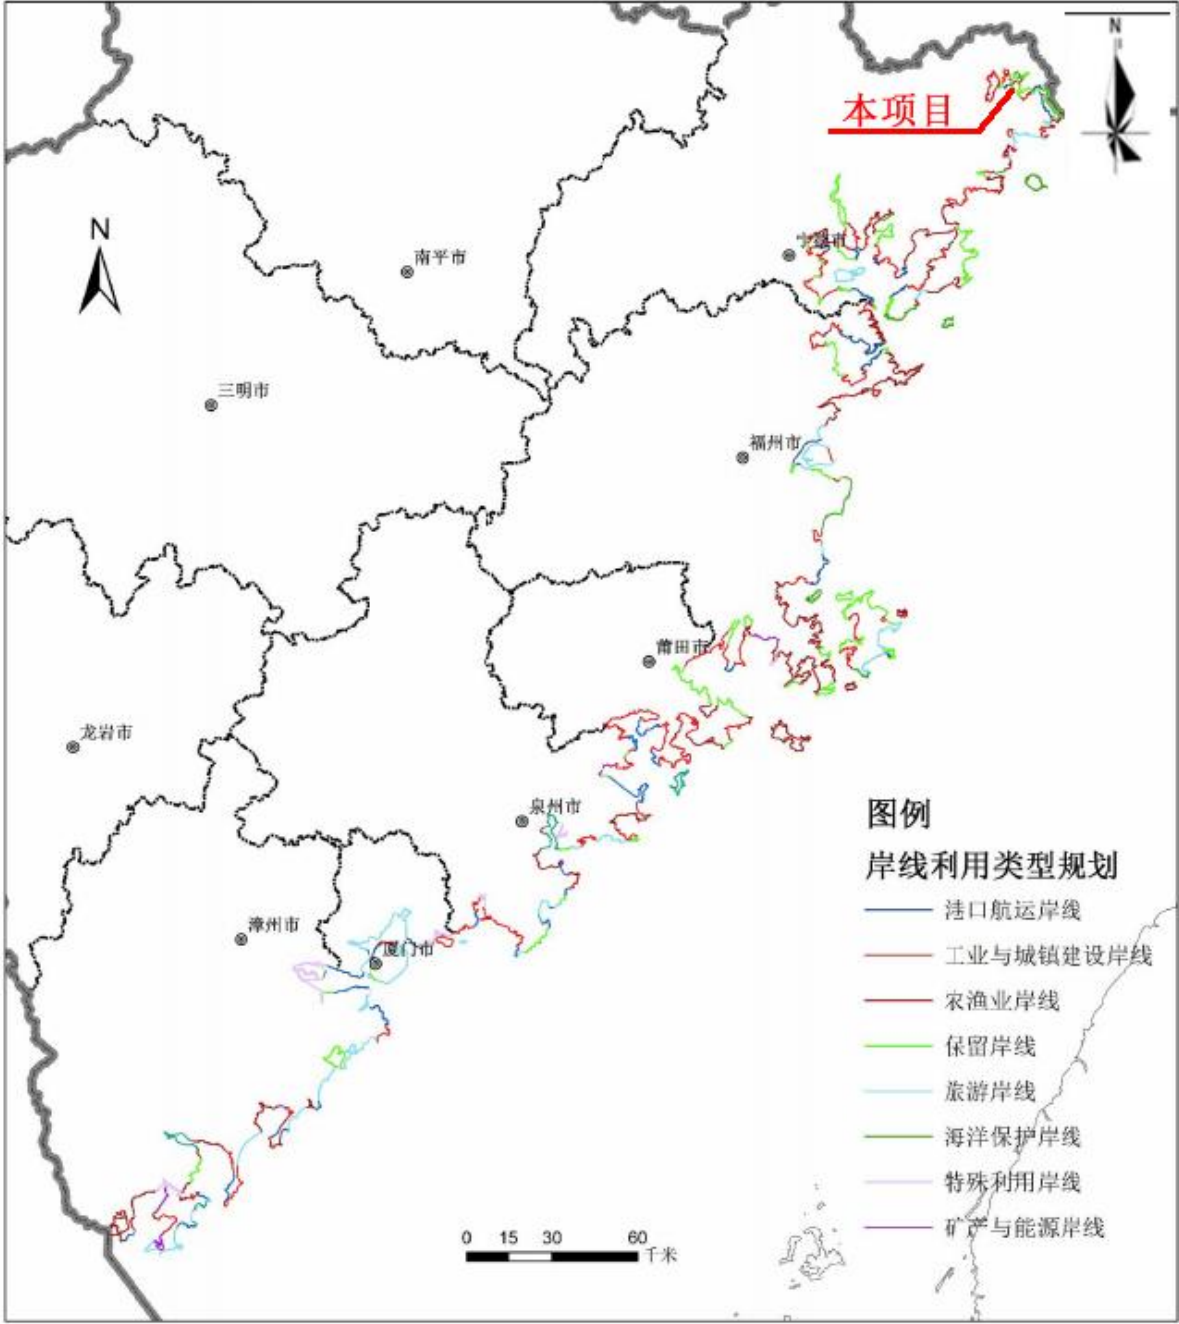 N
本项目
N
宁德市
南平市
三明市
福州市
莆田市
龙岩市
泉州市
漳州市
厦门市
图例
岸线利用类型规划
港口航运岸线
工业与城镇建设岸线
农渔业岸线
保留岸线
旅游岸线
海洋保护岸线
特殊利用岸线
矿产与能源岸线
0 15 30 60
千米